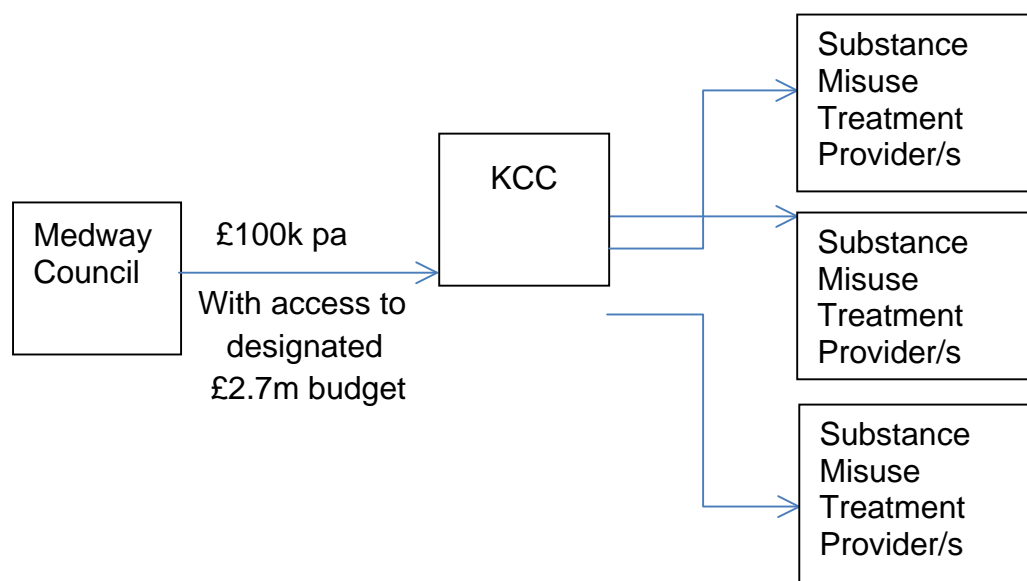 Medway
Council
£100k pa
With access to
designated
£2.7m budget
KCC
Substance
Misuse
Treatment
Provider/s
Substance
Misuse
Treatment
Provider/s
Substance
Misuse
Treatment
Provider/s